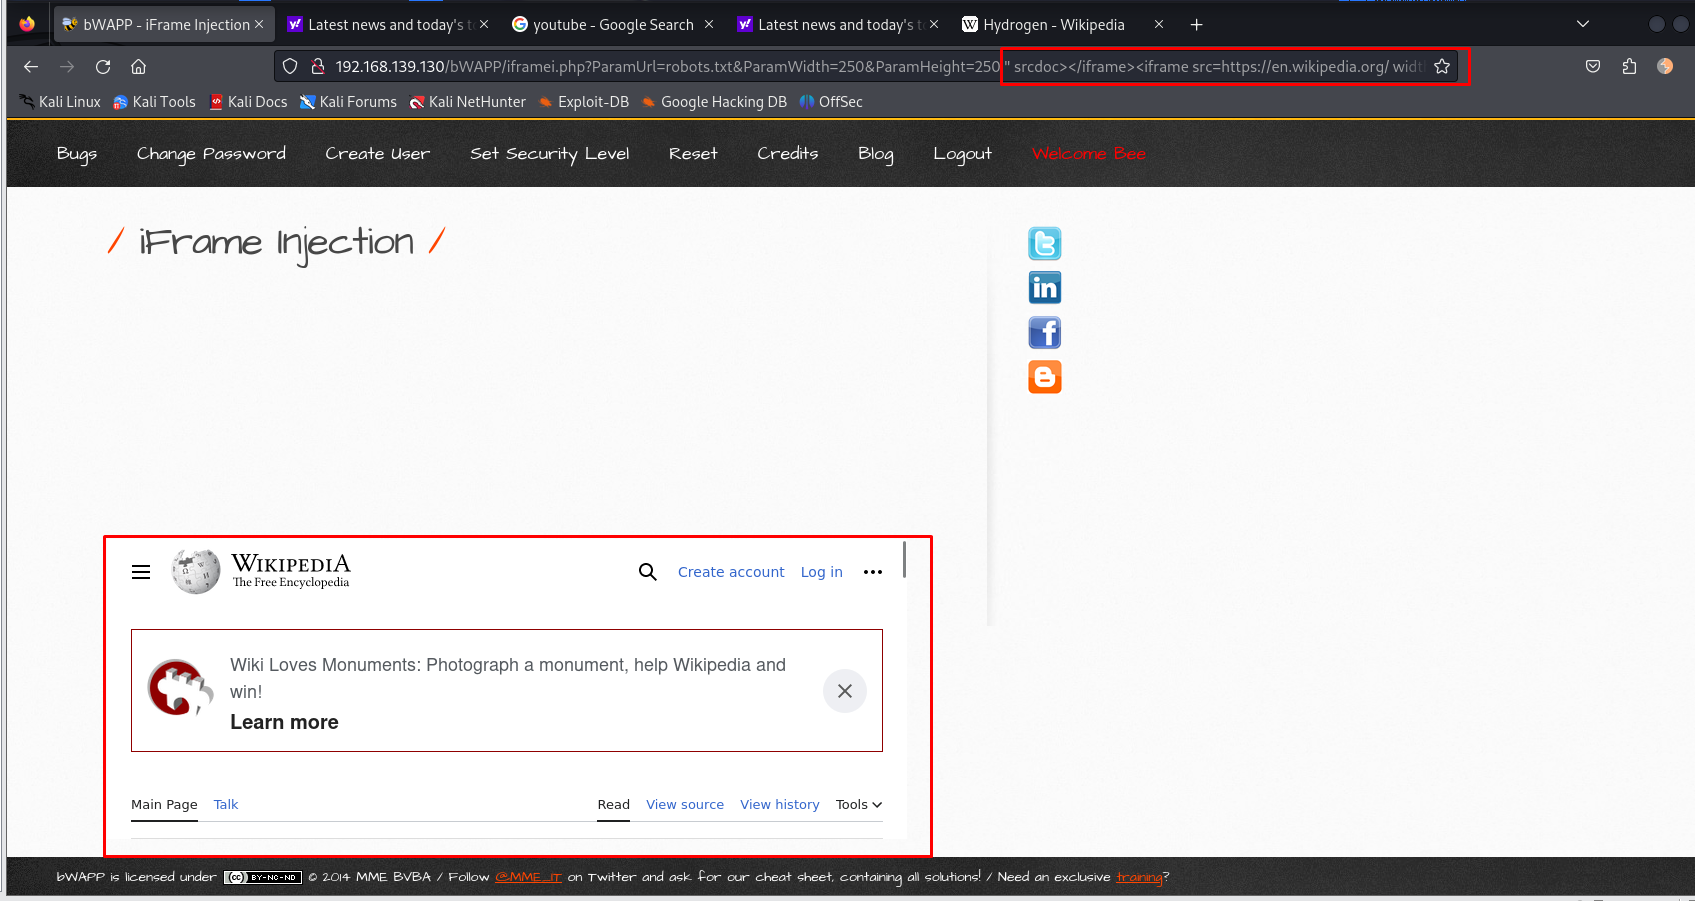 bWAPP - iFrame Injection
Latest news and today's t
youtube - Google Search
Latest news and today's t
Hydrogen - Wikipedia
192.168.139.130/bWAPP/iframei.php?ParamUrl=robots.txt&ParamWidth=250&ParamHeight=250" srcdoc></iframe><iframe src=https://en.wikipedia.org/ widt
Kali Linux Kali Tools Kali Docs Kali Forums Kali NetHunter Exploit-DB Google Hacking DB OffSec
Bugs Change Password Create User Set Security Level Reset Credits Blog Logout Welcome Bee
/ iFrame Injection /
WIKIPEDIA
The Free Encyclopedia
Create account Log in
Wiki Loves Monuments: Photograph a monument, help Wikipedia and
win!
Learn more
Main Page Talk Read View source View history Tools
bWAPP is licensed under (cc) BY-NC-ND © 2014 MME BVBA / Follow @MME_IT on Twitter and ask for our cheat sheet, containing all solutions! / Need an exclusive training?